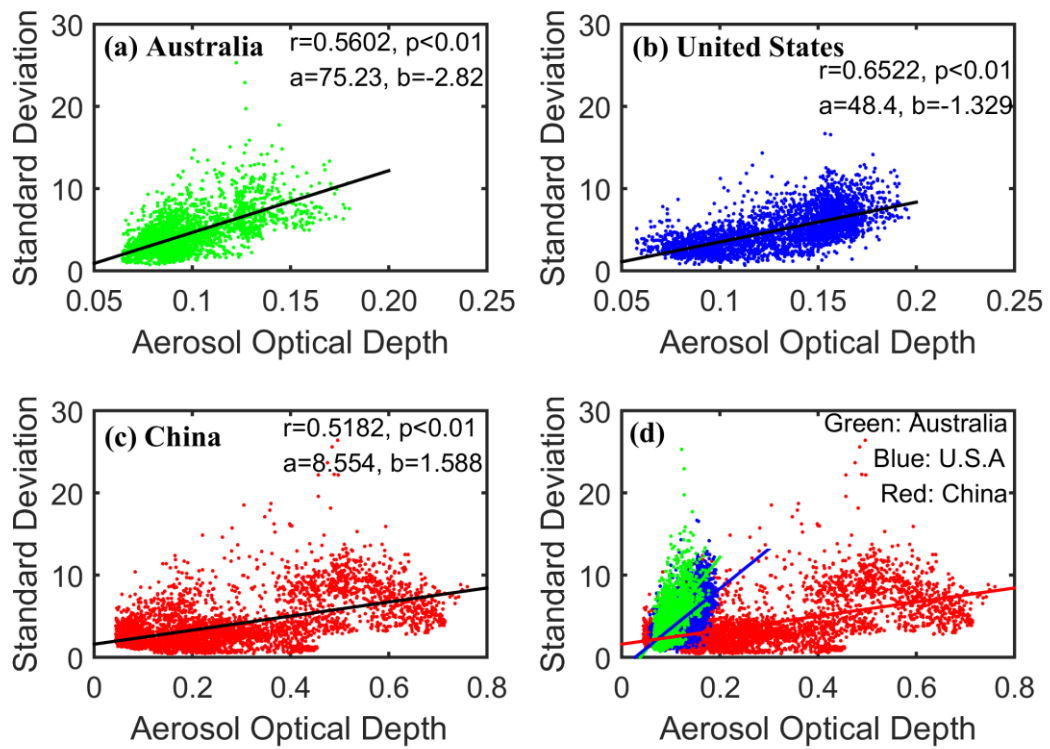 (a) Australia
r=0.5602, p<0.01
a=75.23, b=-2.82
Standard Deviation
30
20
10
0
0.05
0.1
0.15
0.20
0.25
Aerosol Optical Depth
(b) United States
r=0.6522, p<0.01
a=48.4, b=-1.329
Standard Deviation
30
20
10
0
0.05
0.1
0.15
0.2
0.25
Aerosol Optical Depth
(c) China
r=0.5182, p<0.01
a=8.554, b=1.588
Standard Deviation
30
20
10
0
0
0.2
0.4
0.6
0.8
Aerosol Optical Depth
(d)
Green: Australia
Blue: U.S.A
Red: China
Standard Deviation
30
20
10
0
0
0.2
0.4
0.6
0.8
Aerosol Optical Depth